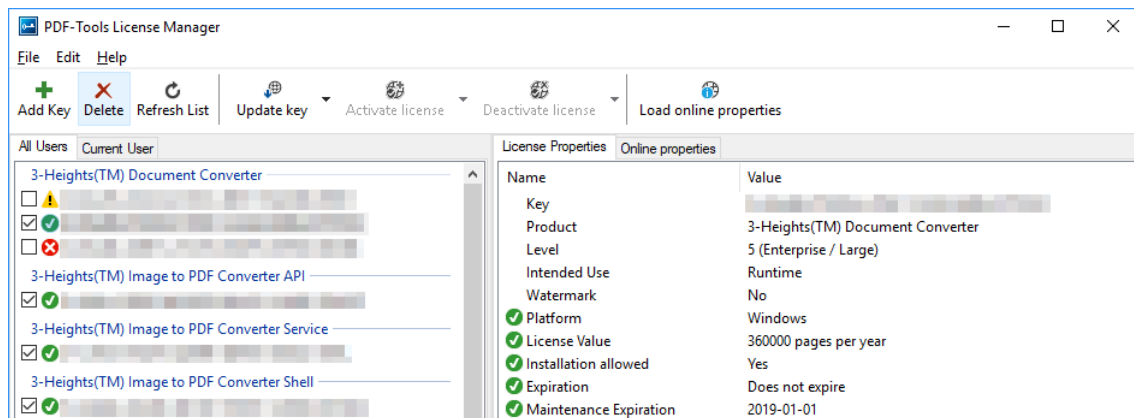 PDF-Tools License Manager
File Edit Help
Add Key Delete Refresh List Update key Activate license Deactivate license Load online properties
All Users Current User
3-Heights(TM) Document Converter
3-Heights(TM) Image to PDF Converter API
3-Heights(TM) Image to PDF Converter Service
3-Heights(TM) Image to PDF Converter Shell
License Properties Online properties
Name Value
Key
Product 3-Heights(TM) Document Converter
Level 5 (Enterprise / Large)
Intended Use Runtime
Watermark No
Platform Windows
License Value 360000 pages per year
Installation allowed Yes
Expiration Does not expire
Maintenance Expiration 2019-01-01